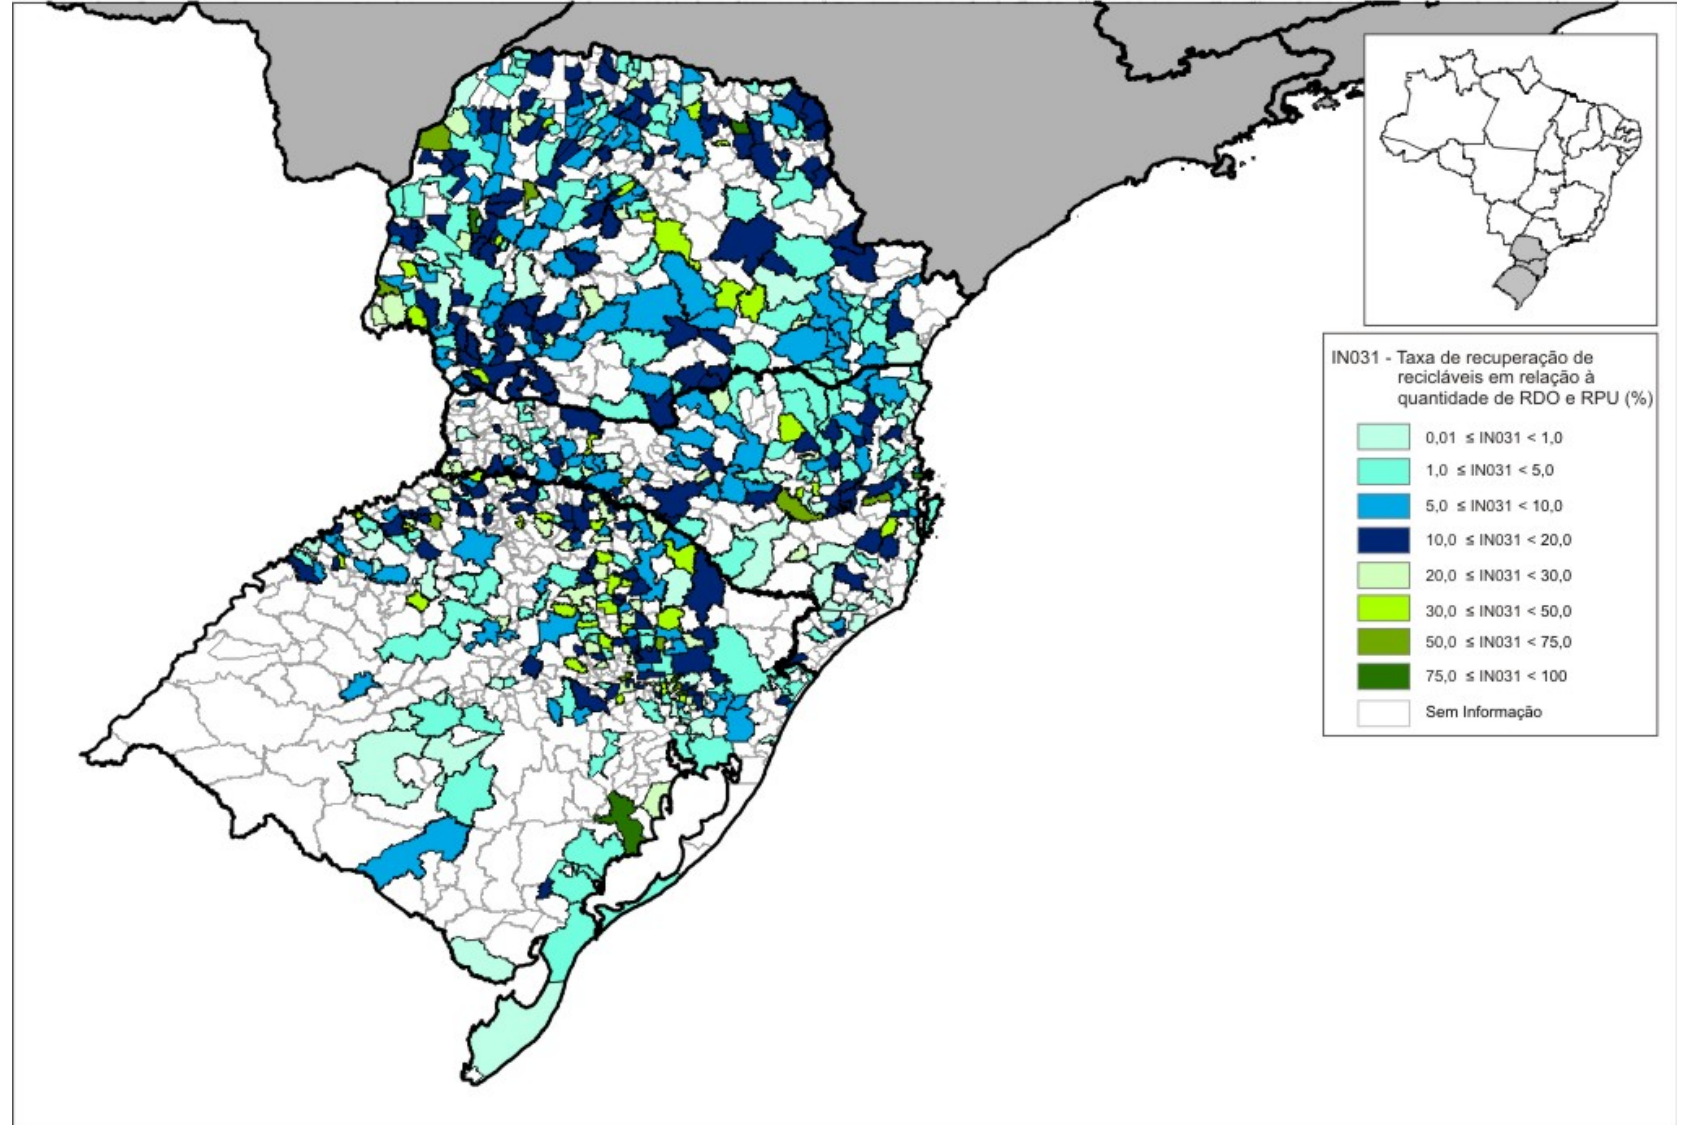 IN031 - Taxa de recuperação de
recicláveis em relação à
quantidade de RDO e RPU (%)
0,01 ≤ IN031 < 1,0
1,0 ≤ IN031 < 5,0
5,0 ≤ IN031 < 10,0
10,0 ≤ IN031 < 20,0
20,0 ≤ IN031 < 30,0
30,0 ≤ IN031 < 50,0
50,0 ≤ IN031 < 75,0
75,0 ≤ IN031 < 100
Sem Informação